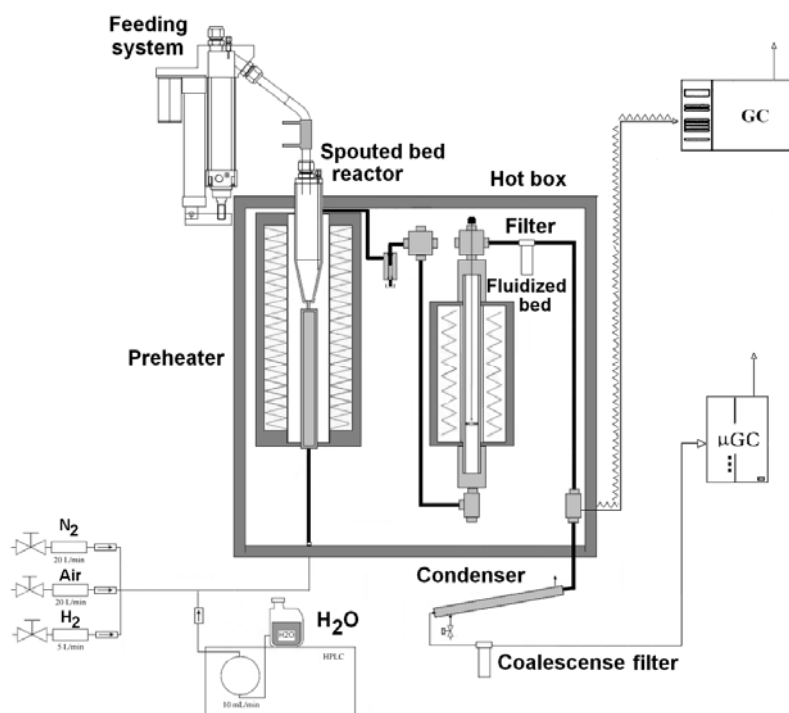 Feeding
system
GC
Spouted bed
reactor
Hot box
Filter
Fluidized
bed
Preheater
μGC
N2
20 L/min
Air
20 L/min
H2
5 L/min
Condenser
H2O
H2O
HPLC
10 mL/min
Coalescense filter